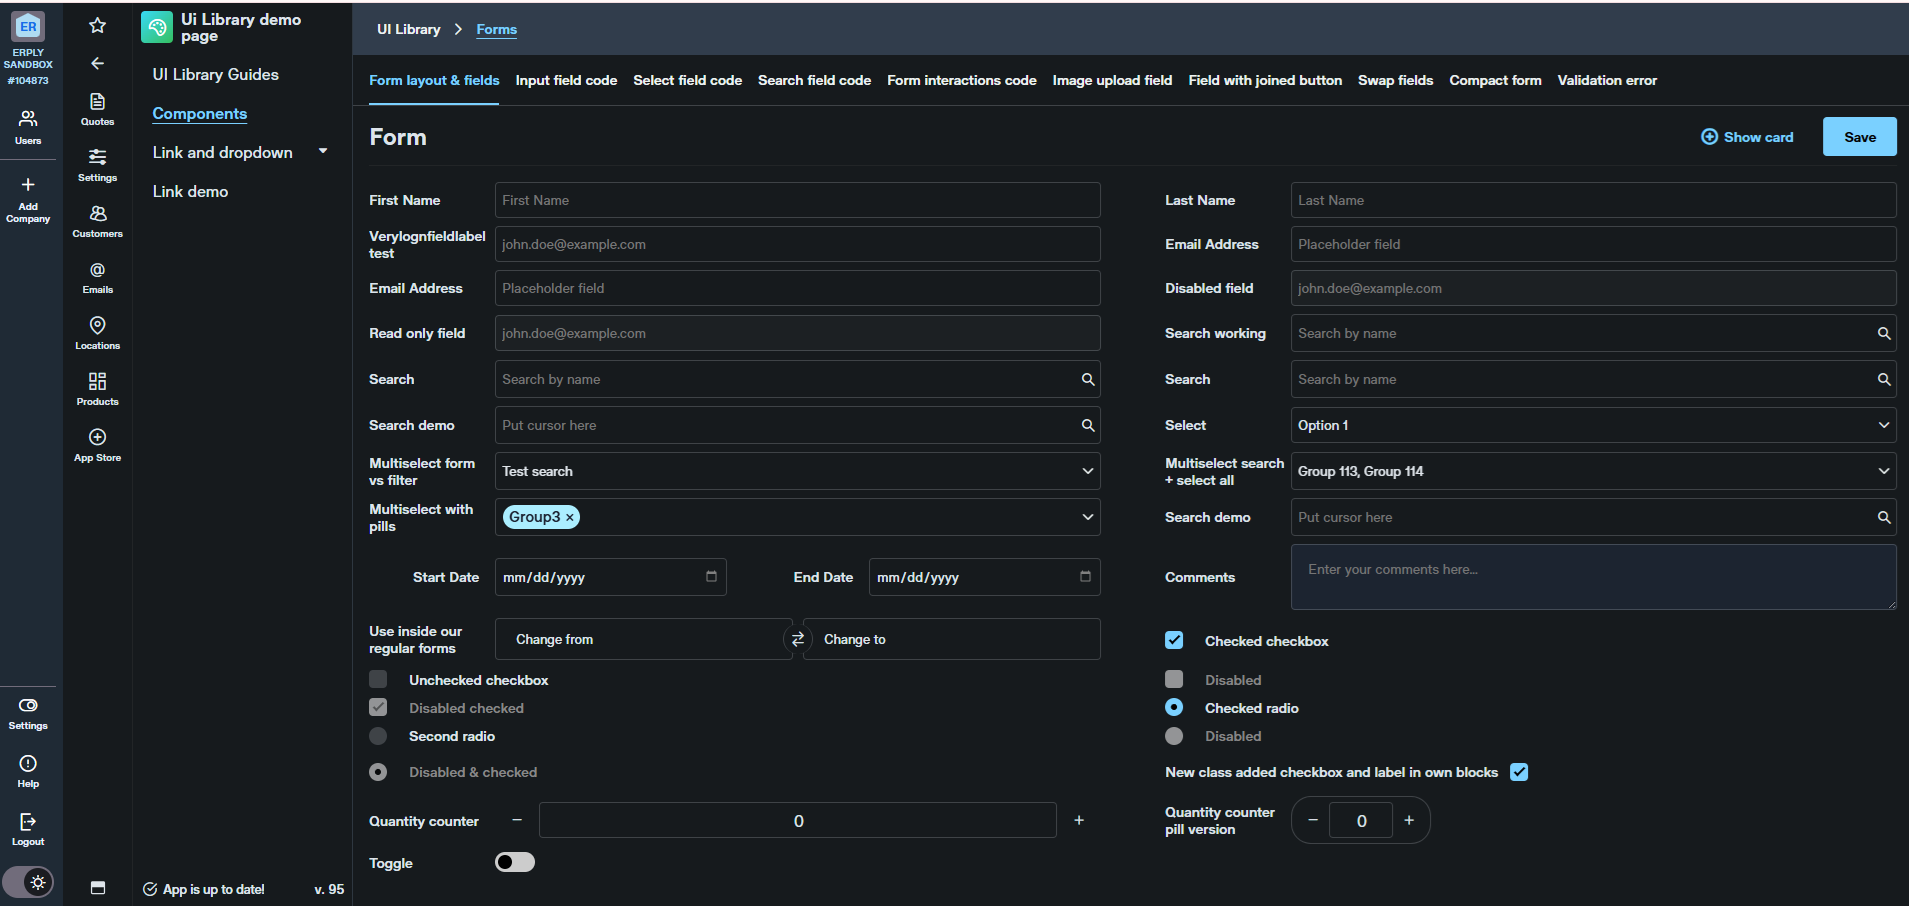 ER
ERPLY
SANDBOX
#104873
Users
Add
Company
Settings
Help
Logout
Quotes
Settings
Customers
@
Emails
Locations
Products
App Store
Ui Library demo
page
UI Library Guides
Components
Link and dropdown
Link demo
App is up to date!
v. 95
UI Library > Forms
Form layout & fields
Input field code
Select field code
Search field code
Form interactions code
Image upload field
Field with joined button
Swap fields
Compact form
Validation error
Form
Show card
Save
First Name
First Name
Last Name
Last Name
Verylognfieldlabel
test
john.doe@example.com
Email Address
Placeholder field
Email Address
Placeholder field
Disabled field
john.doe@example.com
Read only field
john.doe@example.com
Search working
Search by name
Search
Search by name
Search
Search by name
Search demo
Put cursor here
Select
Option 1
Multiselect form
vs filter
Test search
Multiselect search
+ select all
Group 113, Group 114
Multiselect with
pills
Group3 ×
Search demo
Put cursor here
Start Date
mm/dd/yyyy
End Date
mm/dd/yyyy
Comments
Enter your comments here...
Use inside our
regular forms
Change from
Change to
Checked checkbox
Unchecked checkbox
Disabled
Disabled checked
Checked radio
Second radio
Disabled
Disabled & checked
New class added checkbox and label in own blocks
Quantity counter
− 0 +
Quantity counter
pill version
− 0 +
Toggle